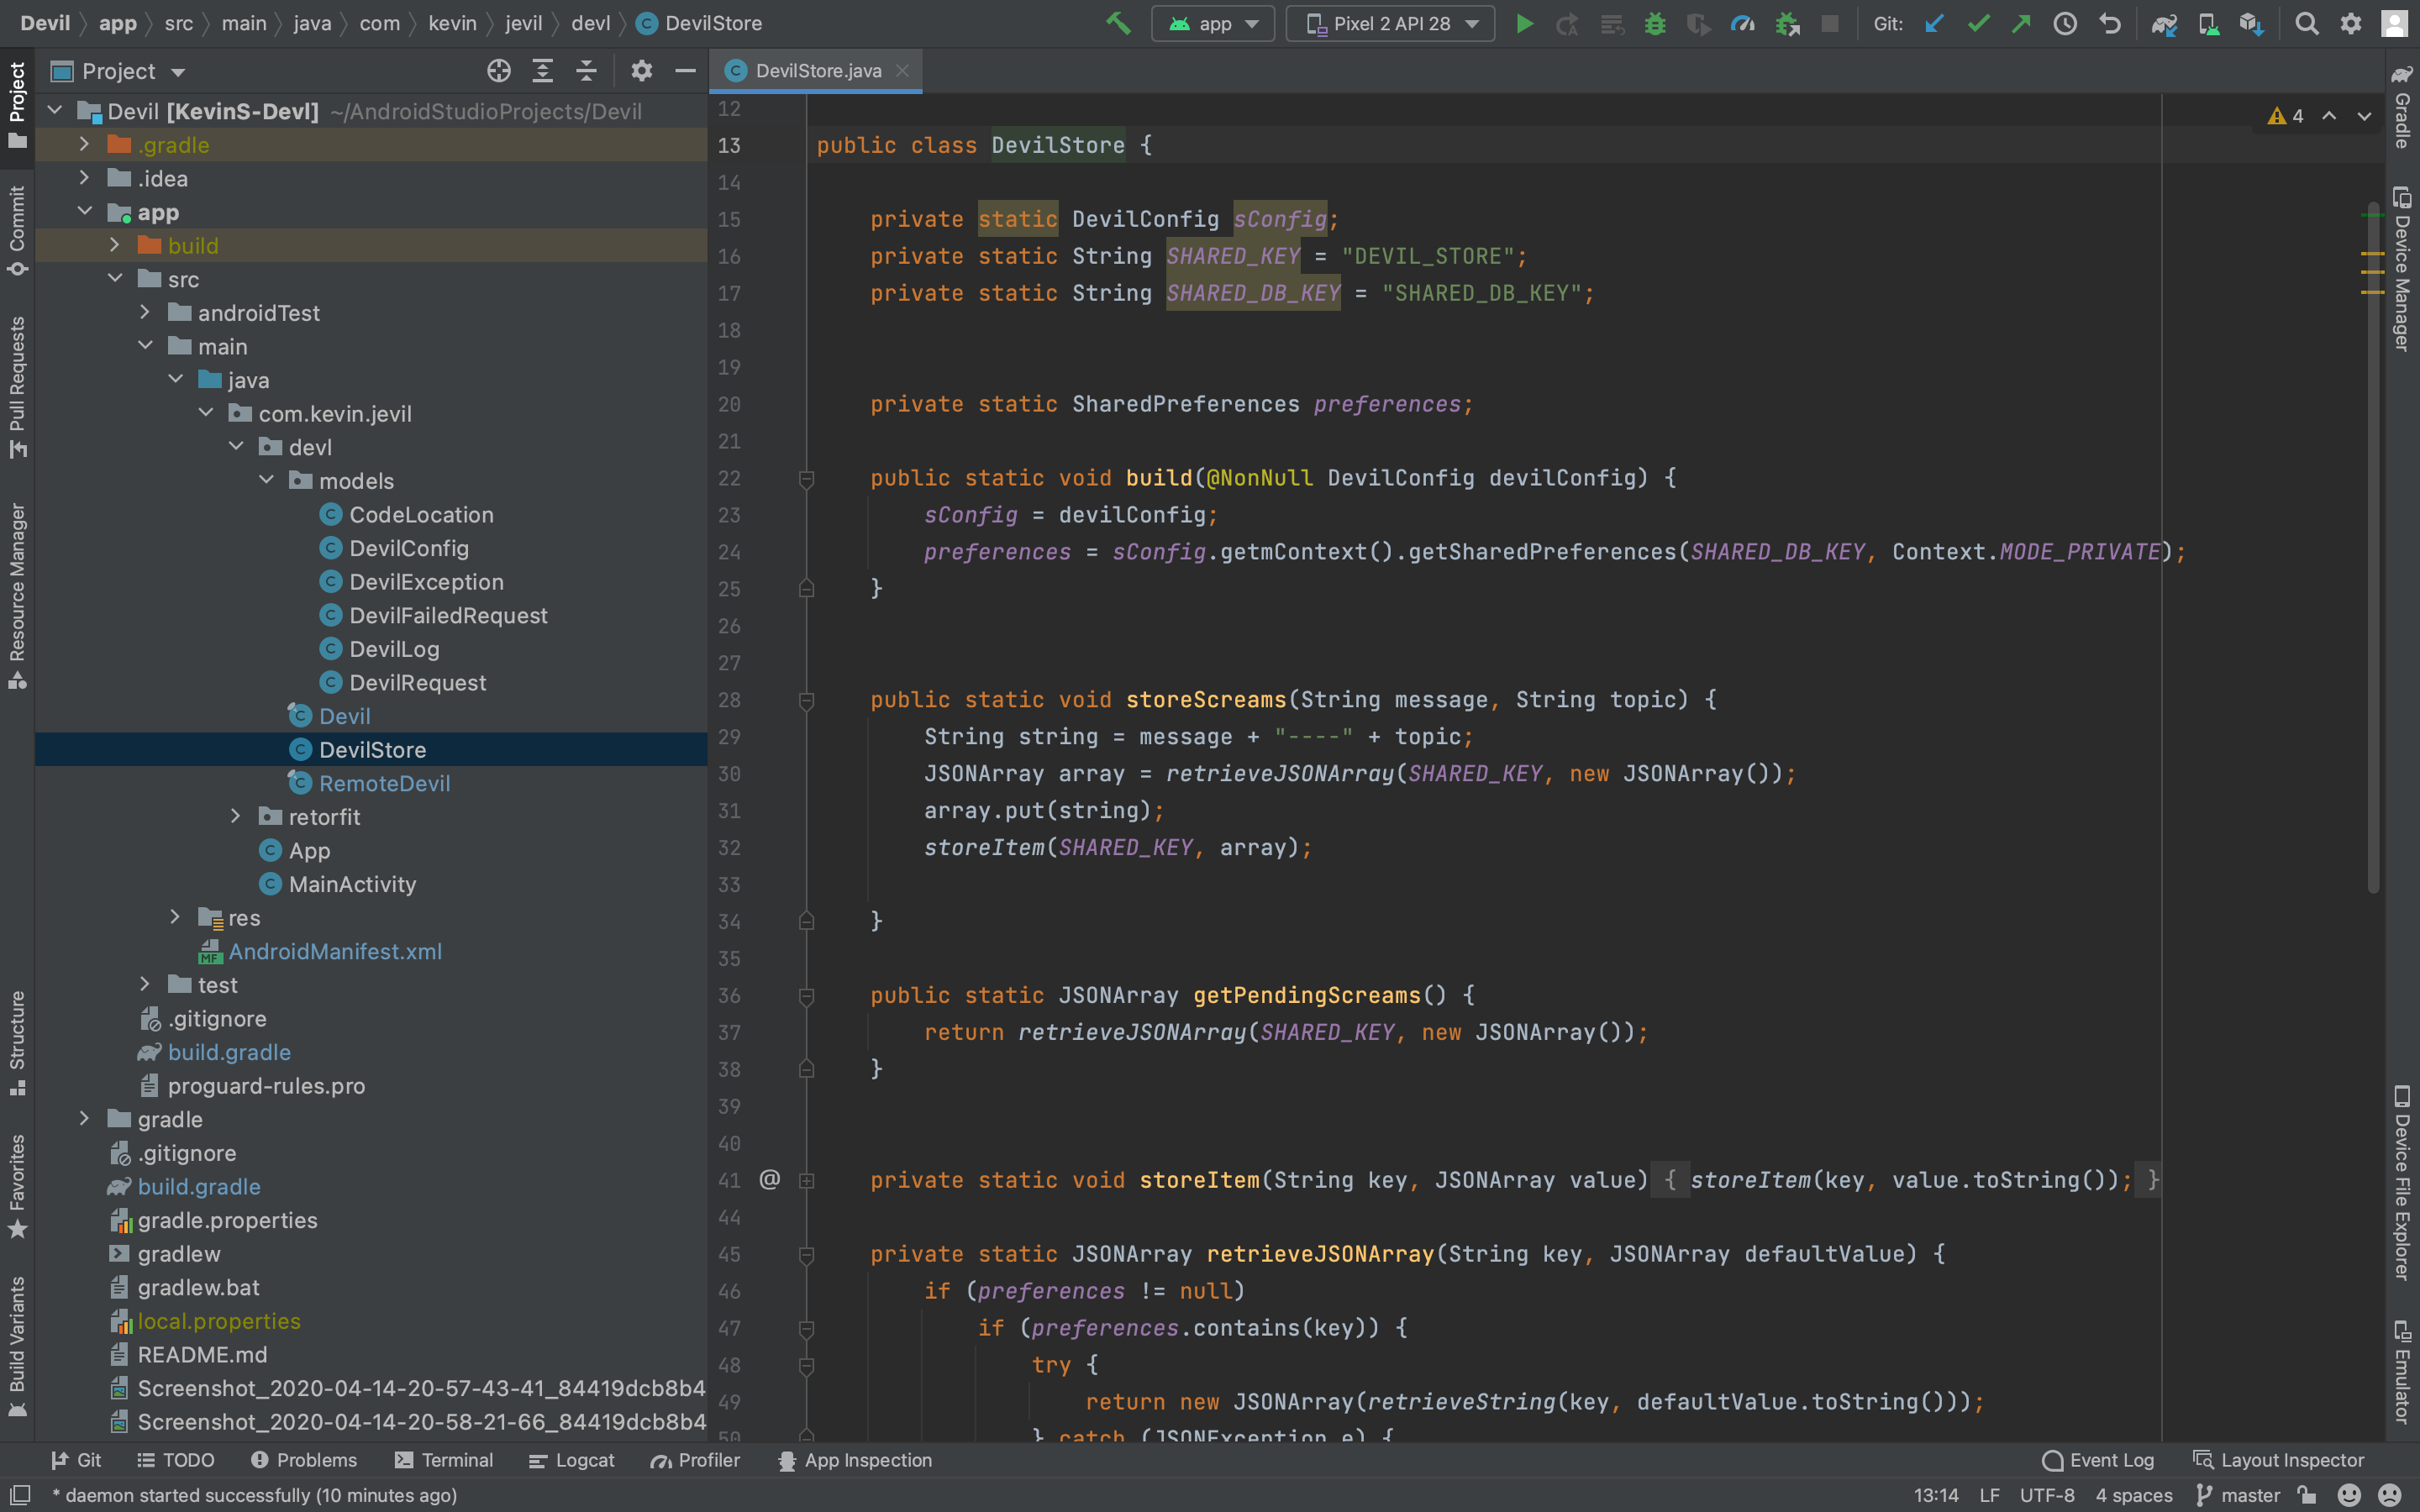 Devil app src main java com kevin jevil devl DevilStore app Pixel 2 API 28 Git:
Project
DevilStore.java
Devil [KevinS-Devl] ~/AndroidStudioProjects/Devil
.gradle
.idea
app
build
src
androidTest
main
java
com.kevin.jevil
devl
models
CodeLocation
DevilConfig
DevilException
DevilFailedRequest
DevilLog
DevilRequest
Devil
DevilStore
RemoteDevil
retorfit
App
MainActivity
res
AndroidManifest.xml
test
.gitignore
build.gradle
proguard-rules.pro
gradle
.gitignore
build.gradle
gradle.properties
gradlew
gradlew.bat
local.properties
README.md
Screenshot_2020-04-14-20-57-43-41_84419dcb8b4
Screenshot_2020-04-14-20-58-21-66_84419dcb8b4
Project
Commit
Pull Requests
Resource Manager
Structure
Favorites
Build Variants
12
13 public class DevilStore {
14
15 private static DevilConfig sConfig;
16 private static String SHARED_KEY = "DEVIL_STORE";
17 private static String SHARED_DB_KEY = "SHARED_DB_KEY";
18
19
20 private static SharedPreferences preferences;
21
22 public static void build(@NonNull DevilConfig devilConfig) {
23 sConfig = devilConfig;
24 preferences = sConfig.getmContext().getSharedPreferences(SHARED_DB_KEY, Context.MODE_PRIVATE);
25 }
26
27
28 public static void storeScreams(String message, String topic) {
29 String string = message + "----" + topic;
30 JSONArray array = retrieveJSONArray(SHARED_KEY, new JSONArray());
31 array.put(string);
32 storeItem(SHARED_KEY, array);
33
34 }
35
36 public static JSONArray getPendingScreams() {
37 return retrieveJSONArray(SHARED_KEY, new JSONArray());
38 }
39
40
41 @ private static void storeItem(String key, JSONArray value) { storeItem(key, value.toString()); }
44
45 private static JSONArray retrieveJSONArray(String key, JSONArray defaultValue) {
46 if (preferences != null)
47 if (preferences.contains(key)) {
48 try {
49 return new JSONArray(retrieveString(key, defaultValue.toString()));
50 } catch (JSONException e) {
4
Gradle
Device Manager
Device File Explorer
Emulator
Git TODO Problems Terminal Logcat Profiler App Inspection Event Log Layout Inspector
* daemon started successfully (10 minutes ago) 13:14 LF UTF-8 4 spaces master